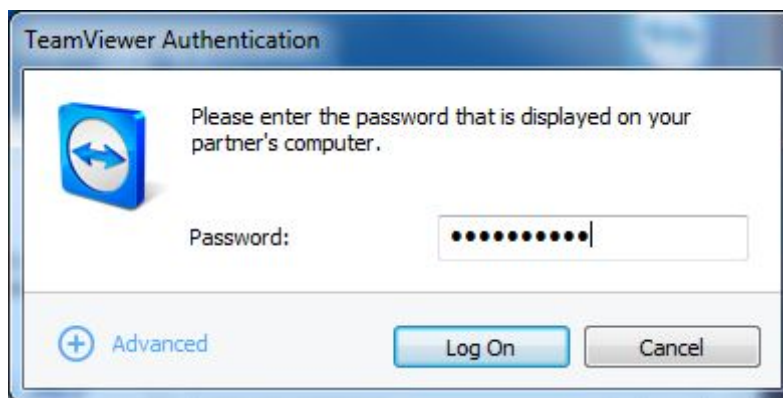 TeamViewer Authentication
Please enter the password that is displayed on your
partner's computer.
Password: ••••••••••
Advanced
Log On
Cancel